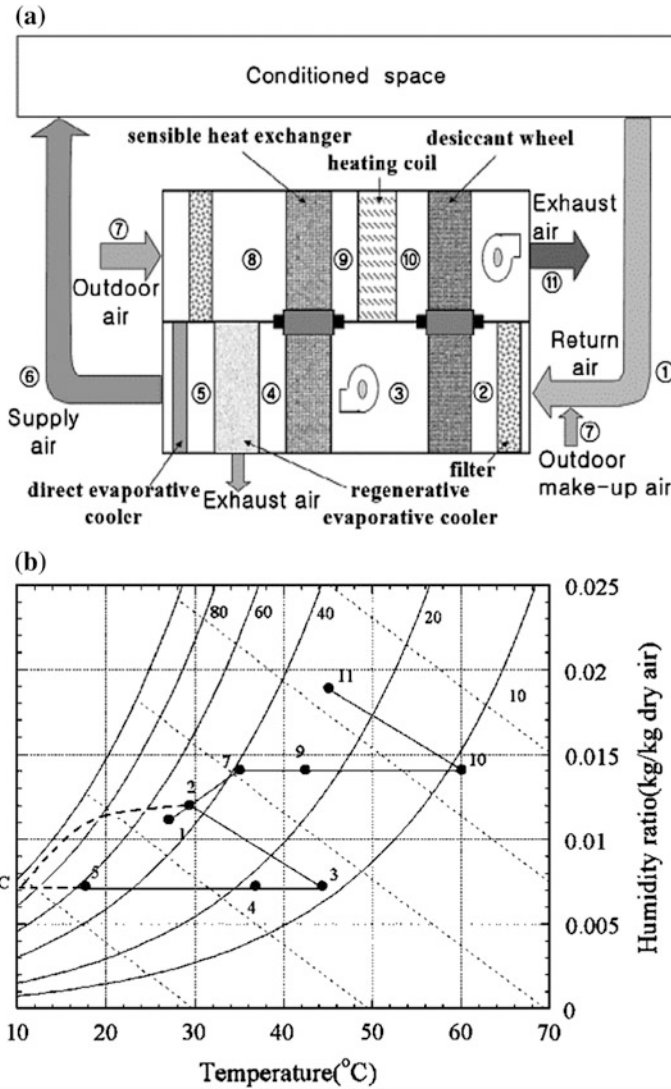 (a)
Conditioned space
sensible heat exchanger
desiccant wheel
heating coil
Exhaust
air
⑦
⑧
⑨
⑩
⑪
Outdoor
air
Return
air
①
⑥
⑤
④
③
②
⑦
Supply
air
filter
Outdoor
make-up air
direct evaporative
cooler
Exhaust air
regenerative
evaporative cooler
(b)
0.025
80
60
40
20
0.02
11
10
0.015
7
9
10
2
1
0.01
C
5
3
4
0.005
0
10
20
30
40
50
60
70
Humidity ratio(kg/kg dry air)
Temperature(°C)